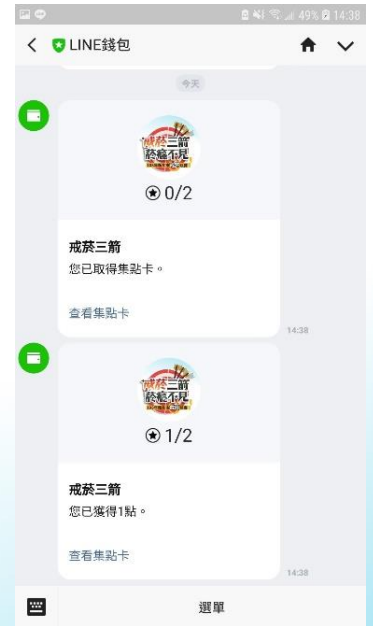 49% 14:38
LINE錢包
今天
戒菸三箭
菸癮不見
0/2
戒菸三箭
您已取得集點卡。
查看集點卡
14:38
戒菸三箭
菸癮不見
1/2
戒菸三箭
您已獲得1點。
查看集點卡
14:38
選單